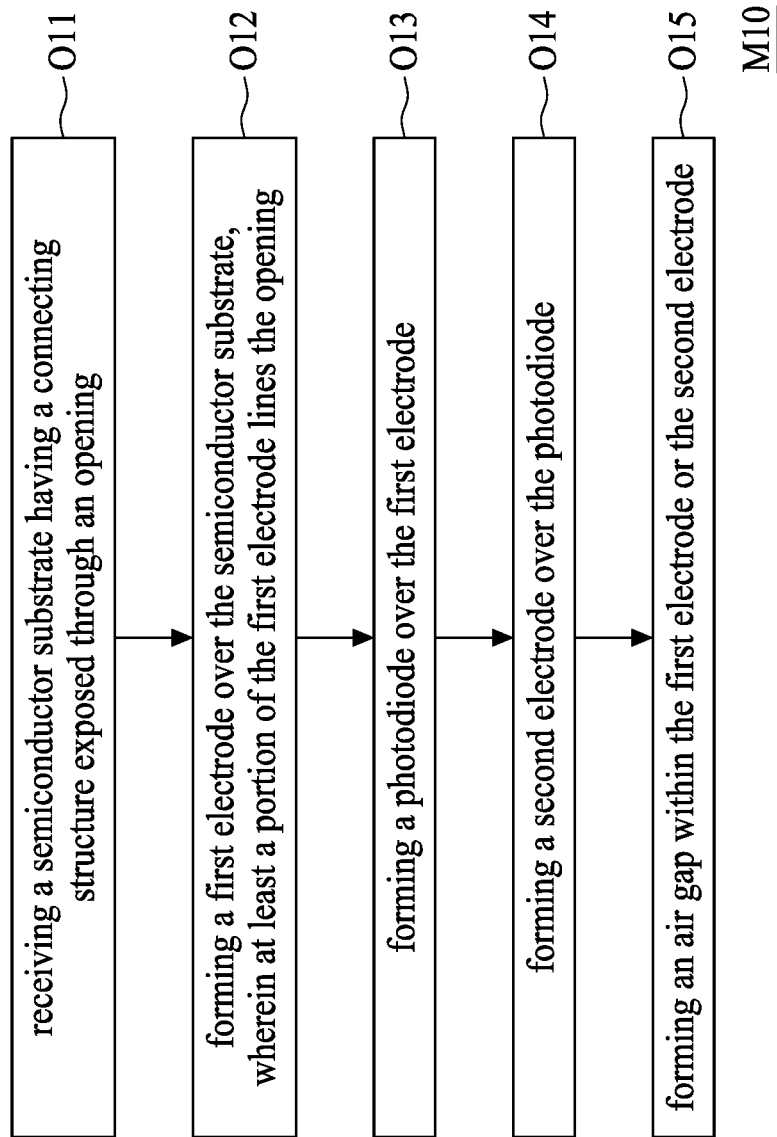 receiving a semiconductor substrate having a connecting
structure exposed through an opening
O11
forming a first electrode over the semiconductor substrate,
wherein at least a portion of the first electrode lines the opening
O12
forming a photodiode over the first electrode
O13
forming a second electrode over the photodiode
O14
forming an air gap within the first electrode or the second electrode
O15
M10